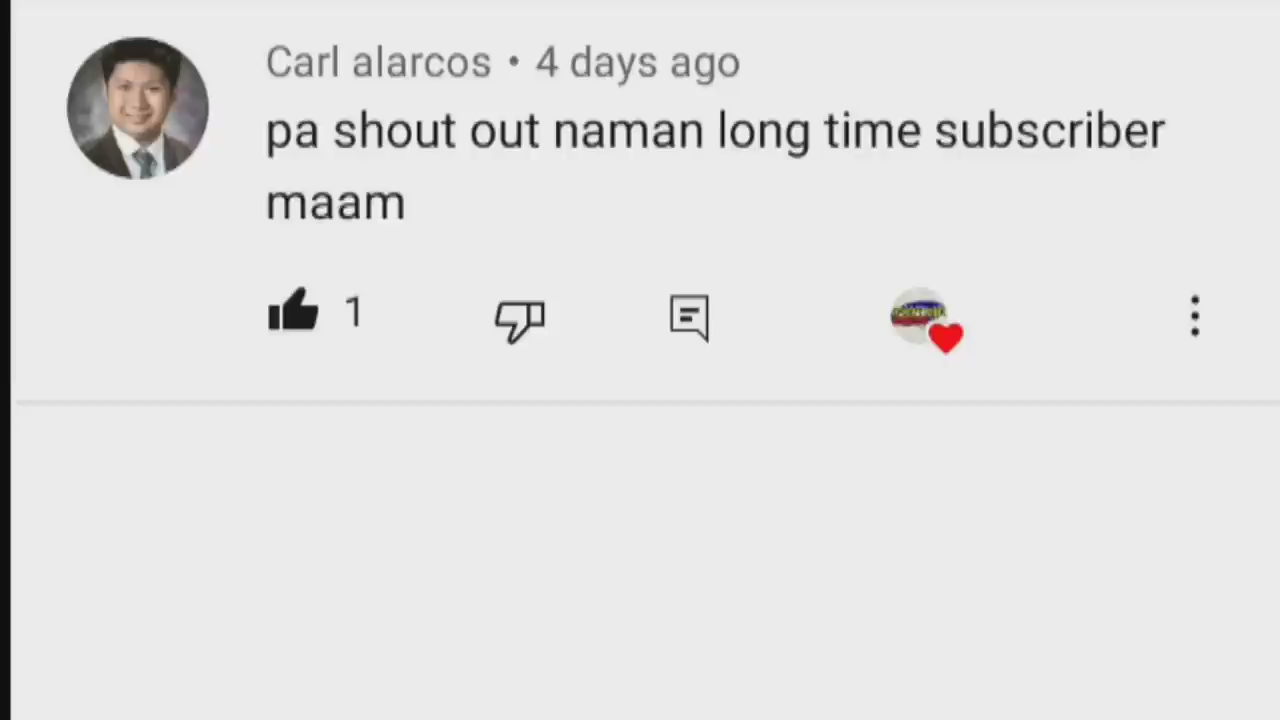 Carl alarcos • 4 days ago
pa shout out naman long time subscriber
maam
1